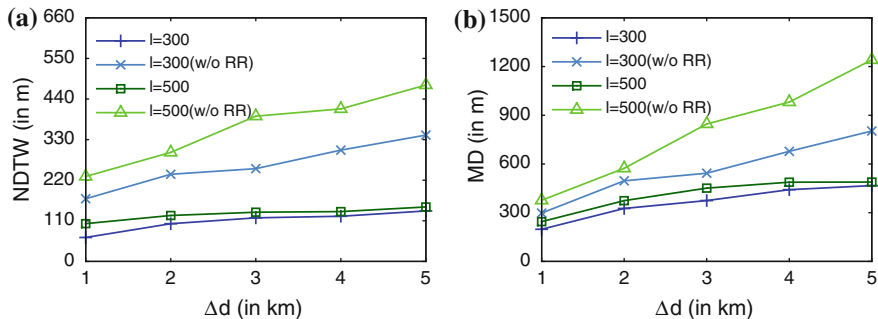 (a)
660
550
440
330
220
110
0
NDTW (in m)
l=300
l=300(w/o RR)
l=500
l=500(w/o RR)
1 2 3 4 5
Δd (in km)
(b)
1500
1200
900
600
300
0
MD (in m)
l=300
l=300(w/o RR)
l=500
l=500(w/o RR)
1 2 3 4 5
Δd (in km)